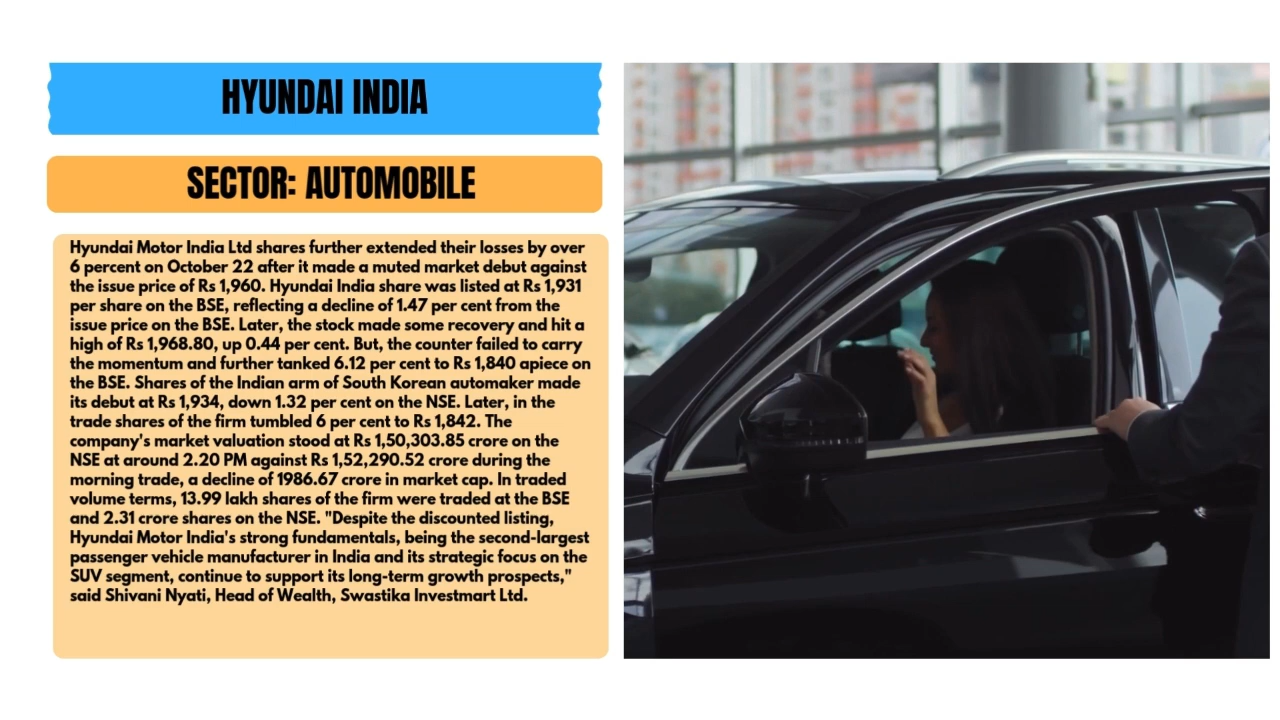 HYUNDAI INDIA
SECTOR: AUTOMOBILE
Hyundai Motor India Ltd shares further extended their losses by over
6 percent on October 22 after it made a muted market debut against
the issue price of Rs 1,960. Hyundai India share was listed at Rs 1,931
per share on the BSE, reflecting a decline of 1.47 per cent from the
issue price on the BSE. Later, the stock made some recovery and hit a
high of Rs 1,968.80, up 0.44 per cent. But, the counter failed to carry
the momentum and further tanked 6.12 per cent to Rs 1,840 apiece on
the BSE. Shares of the Indian arm of South Korean automaker made
its debut at Rs 1,934, down 1.32 per cent on the NSE. Later, in the
trade shares of the firm tumbled 6 per cent to Rs 1,842. The
company's market valuation stood at Rs 1,50,303.85 crore on the
NSE at around 2.20 PM against Rs 1,52,290.52 crore during the
morning trade, a decline of 1986.67 crore in market cap. In traded
volume terms, 13.99 lakh shares of the firm were traded at the BSE
and 2.31 crore shares on the NSE. "Despite the discounted listing,
Hyundai Motor India's strong fundamentals, being the second-largest
passenger vehicle manufacturer in India and its strategic focus on the
SUV segment, continue to support its long-term growth prospects,"
said Shivani Nyati, Head of Wealth, Swastika Investmart Ltd.